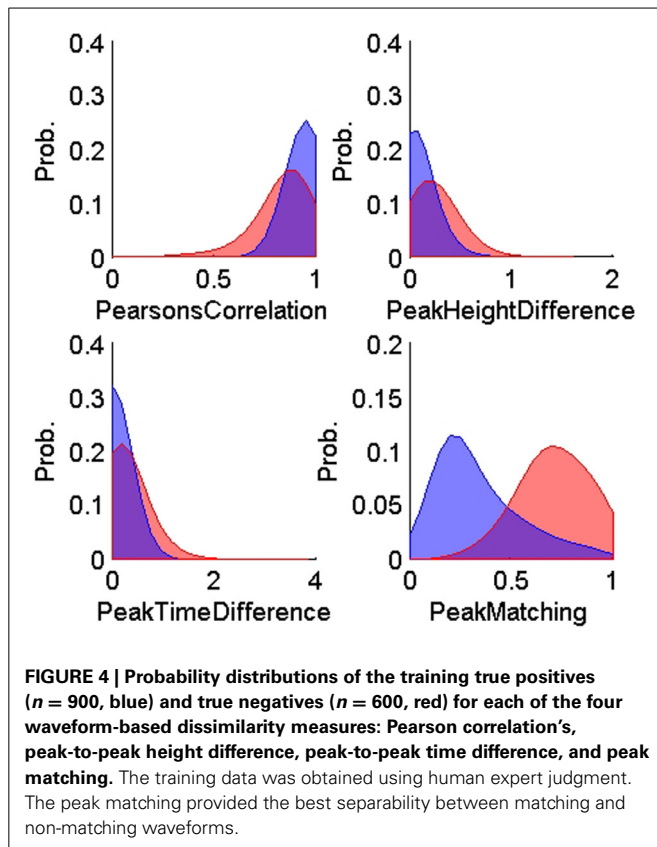 0.4
0.3
0.2
0.1
0
Prob.
0 0.5 1
PearsonsCorrelation
0.4
0.3
0.2
0.1
0
Prob.
0 1 2
PeakHeightDifference
0.4
0.3
0.2
0.1
0
Prob.
0 2 4
PeakTimeDifference
0.2
0.15
0.1
0.05
0
Prob.
0 0.5 1
PeakMatching
FIGURE 4 | Probability distributions of the training true positives
(n = 900, blue) and true negatives (n = 600, red) for each of the four
waveform-based dissimilarity measures: Pearson correlation's,
peak-to-peak height difference, peak-to-peak time difference, and peak
matching. The training data was obtained using human expert judgment.
The peak matching provided the best separability between matching and
non-matching waveforms.